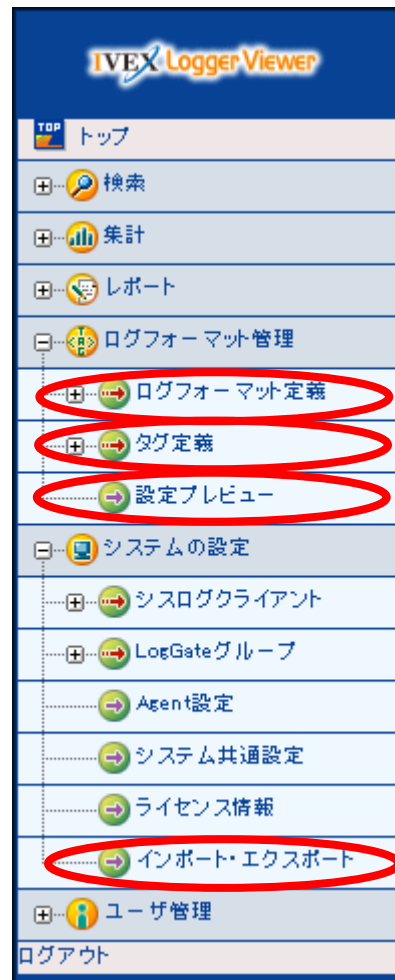 IVEX Logger Viewer
TOP
トップ
検索
集計
レポート
ログフォーマット管理
ログフォーマット定義
タグ定義
設定プレビュー
システムの設定
シスログクライアント
LogGateグループ
Agent設定
システム共通設定
ライセンス情報
インポート・エクスポート
ユーザ管理
ログアウト